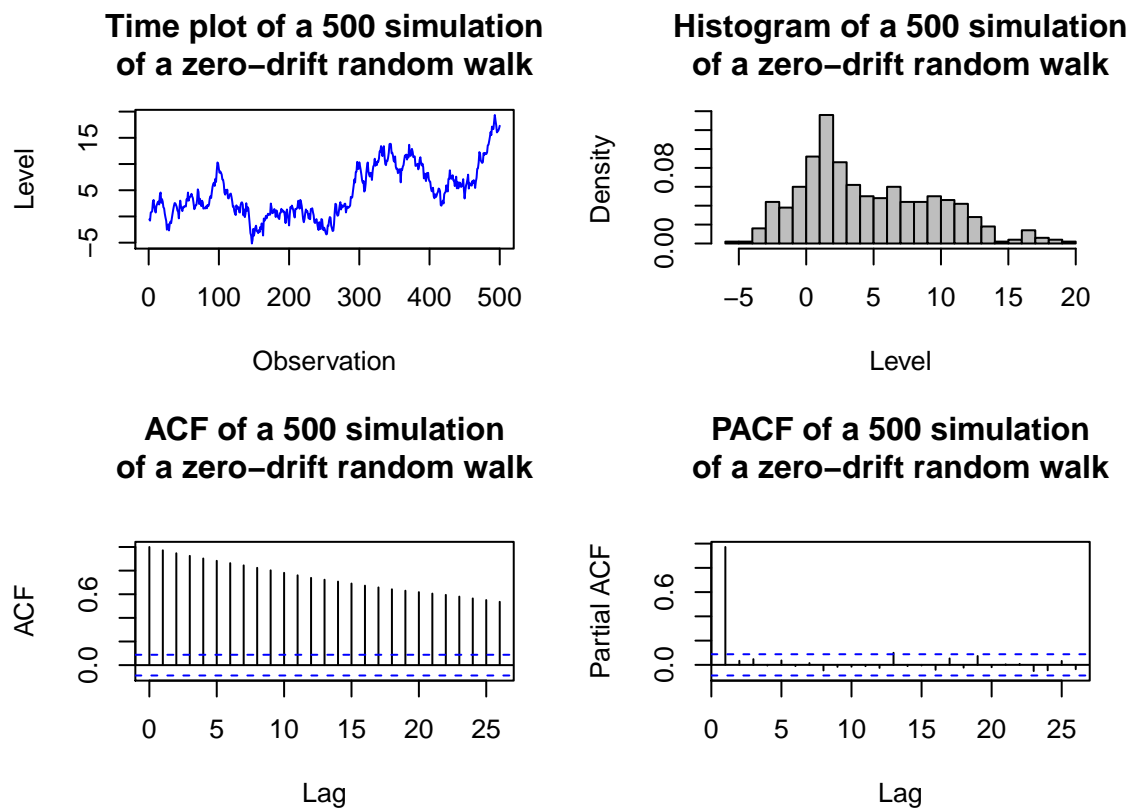 Time plot of a 500 simulation
of a zero−drift random walk
Level
−5 5 15
0 100 200 300 400 500
Observation
Histogram of a 500 simulation
of a zero−drift random walk
Density
0.00 0.08
−5 0 5 10 15 20
Level
ACF of a 500 simulation
of a zero−drift random walk
ACF
0.0 0.6
0 5 10 15 20 25
Lag
PACF of a 500 simulation
of a zero−drift random walk
Partial ACF
0.0 0.6
0 5 10 15 20 25
Lag